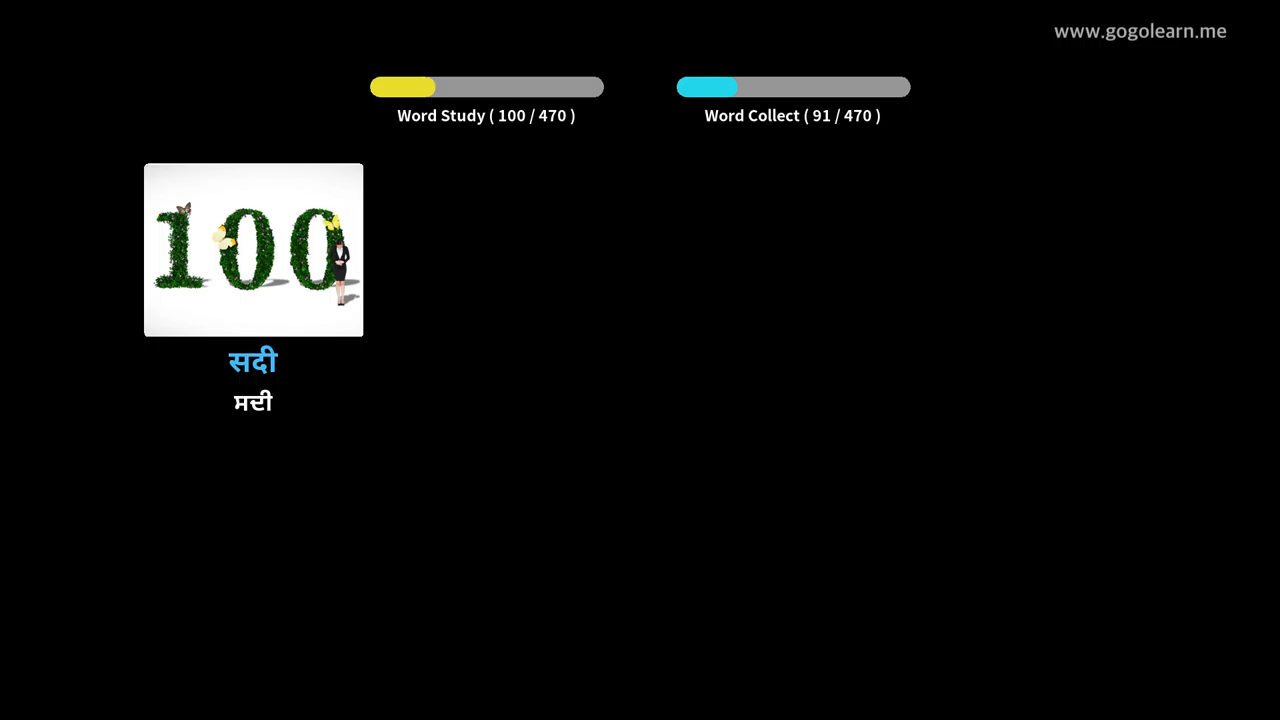 www.gogolearn.me
Word Study ( 100 / 470 )
Word Collect ( 91 / 470 )
100
सदी
ਸਦੀ